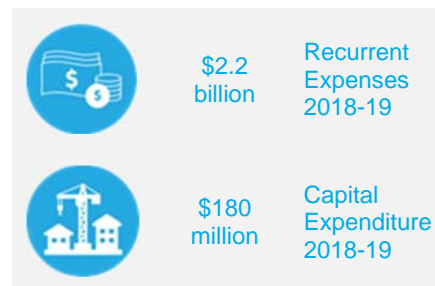 $
$
$2.2
billion
Recurrent
Expenses
2018-19
$180
million
Capital
Expenditure
2018-19